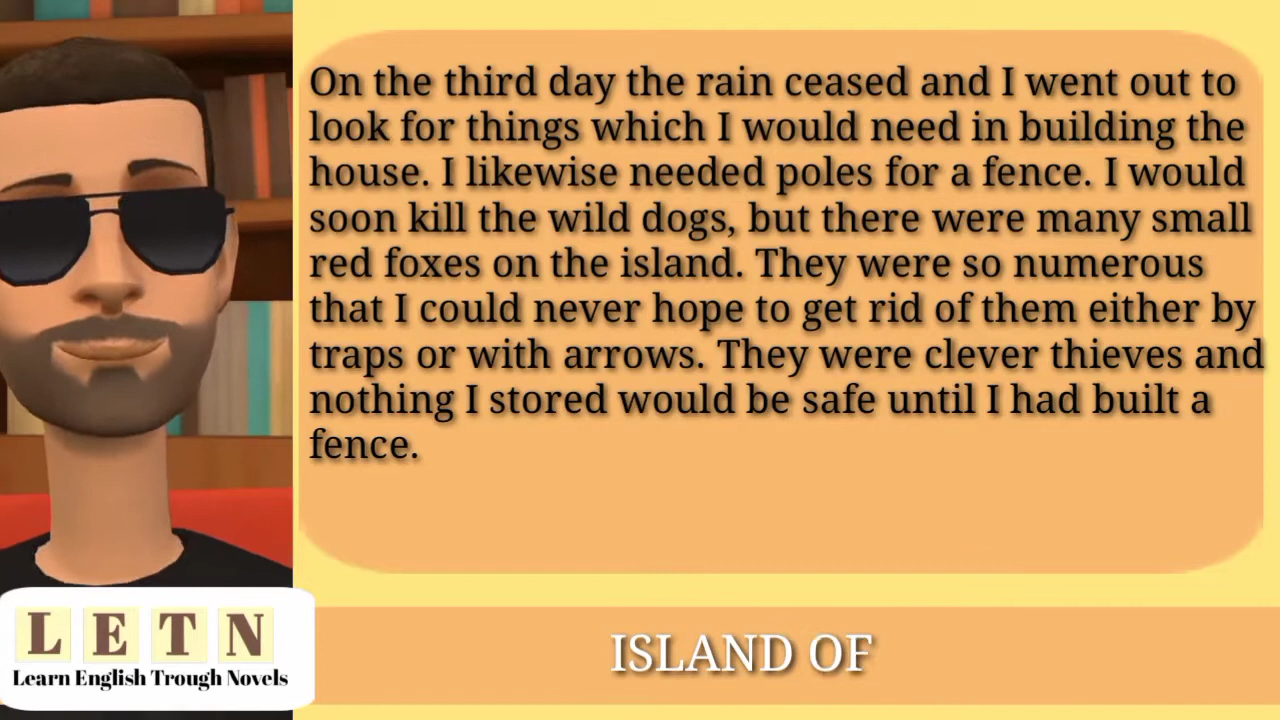 On the third day the rain ceased and I went out to
look for things which I would need in building the
house. I likewise needed poles for a fence. I would
soon kill the wild dogs, but there were many small
red foxes on the island. They were so numerous
that I could never hope to get rid of them either by
traps or with arrows. They were clever thieves and
nothing I stored would be safe until I had built a
fence.
L E T N
Learn English Trough Novels
ISLAND OF